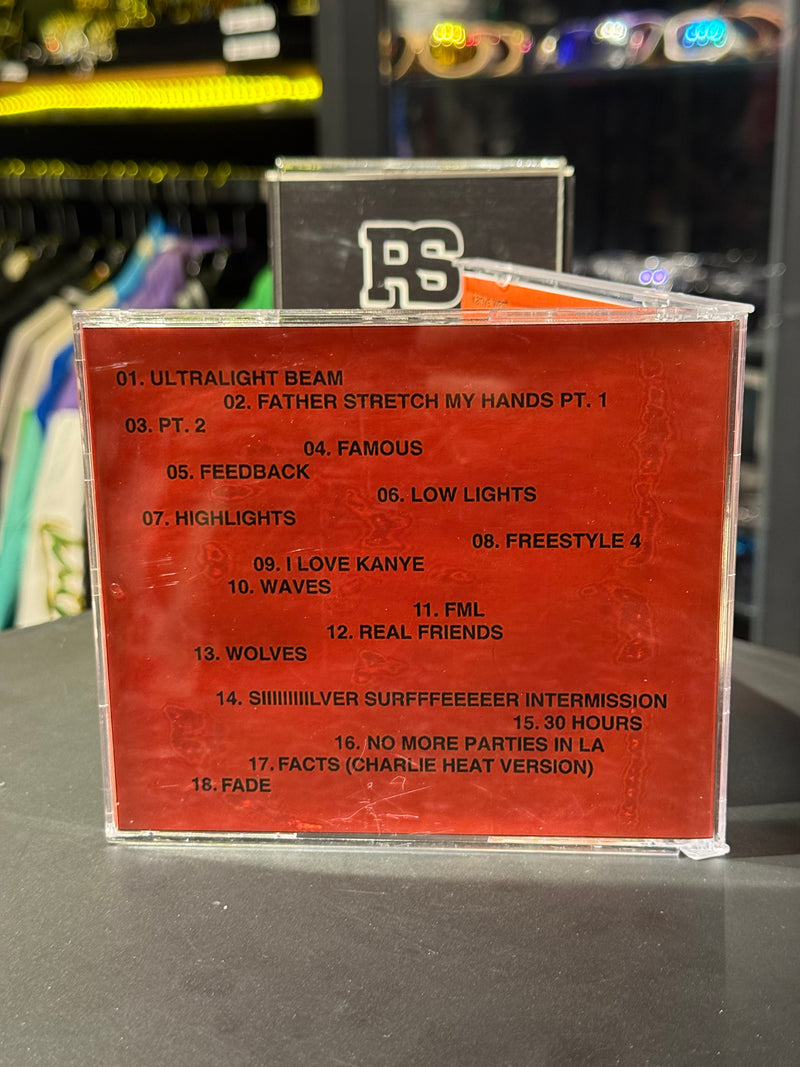 PS
01. ULTRALIGHT BEAM
02. FATHER STRETCH MY HANDS PT. 1
03. PT. 2
04. FAMOUS
05. FEEDBACK
06. LOW LIGHTS
07. HIGHLIGHTS
08. FREESTYLE 4
09. I LOVE KANYE
10. WAVES
11. FML
12. REAL FRIENDS
13. WOLVES
14. SIIIIIIIIILVER SURFFFEEEEER INTERMISSION
15. 30 HOURS
16. NO MORE PARTIES IN LA
17. FACTS (CHARLIE HEAT VERSION)
18. FADE